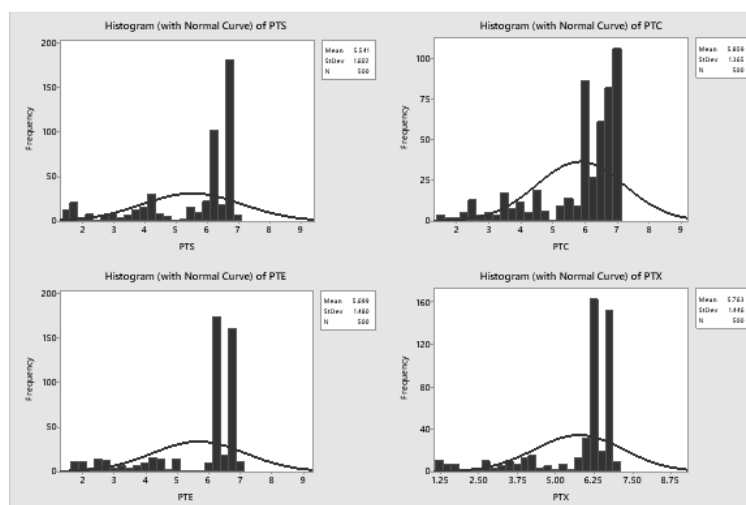 Histogram (with Normal Curve) of PTS
200
150
100
50
0
Frequency
2 3 4 5 6 7 8 9
PTS
Mean 5.541
StDev 1.602
N 500
Histogram (with Normal Curve) of PTC
100
75
50
25
0
Frequency
2 3 4 5 6 7 8 9
PTC
Mean 5.859
StDev 1.365
N 500
Histogram (with Normal Curve) of PTE
200
150
100
50
0
Frequency
2 3 4 5 6 7 8 9
PTE
Mean 5.699
StDev 1.480
N 500
Histogram (with Normal Curve) of PTX
160
120
80
40
0
Frequency
1.25 2.50 3.75 5.00 6.25 7.50 8.75
PTX
Mean 5.763
StDev 1.446
N 500